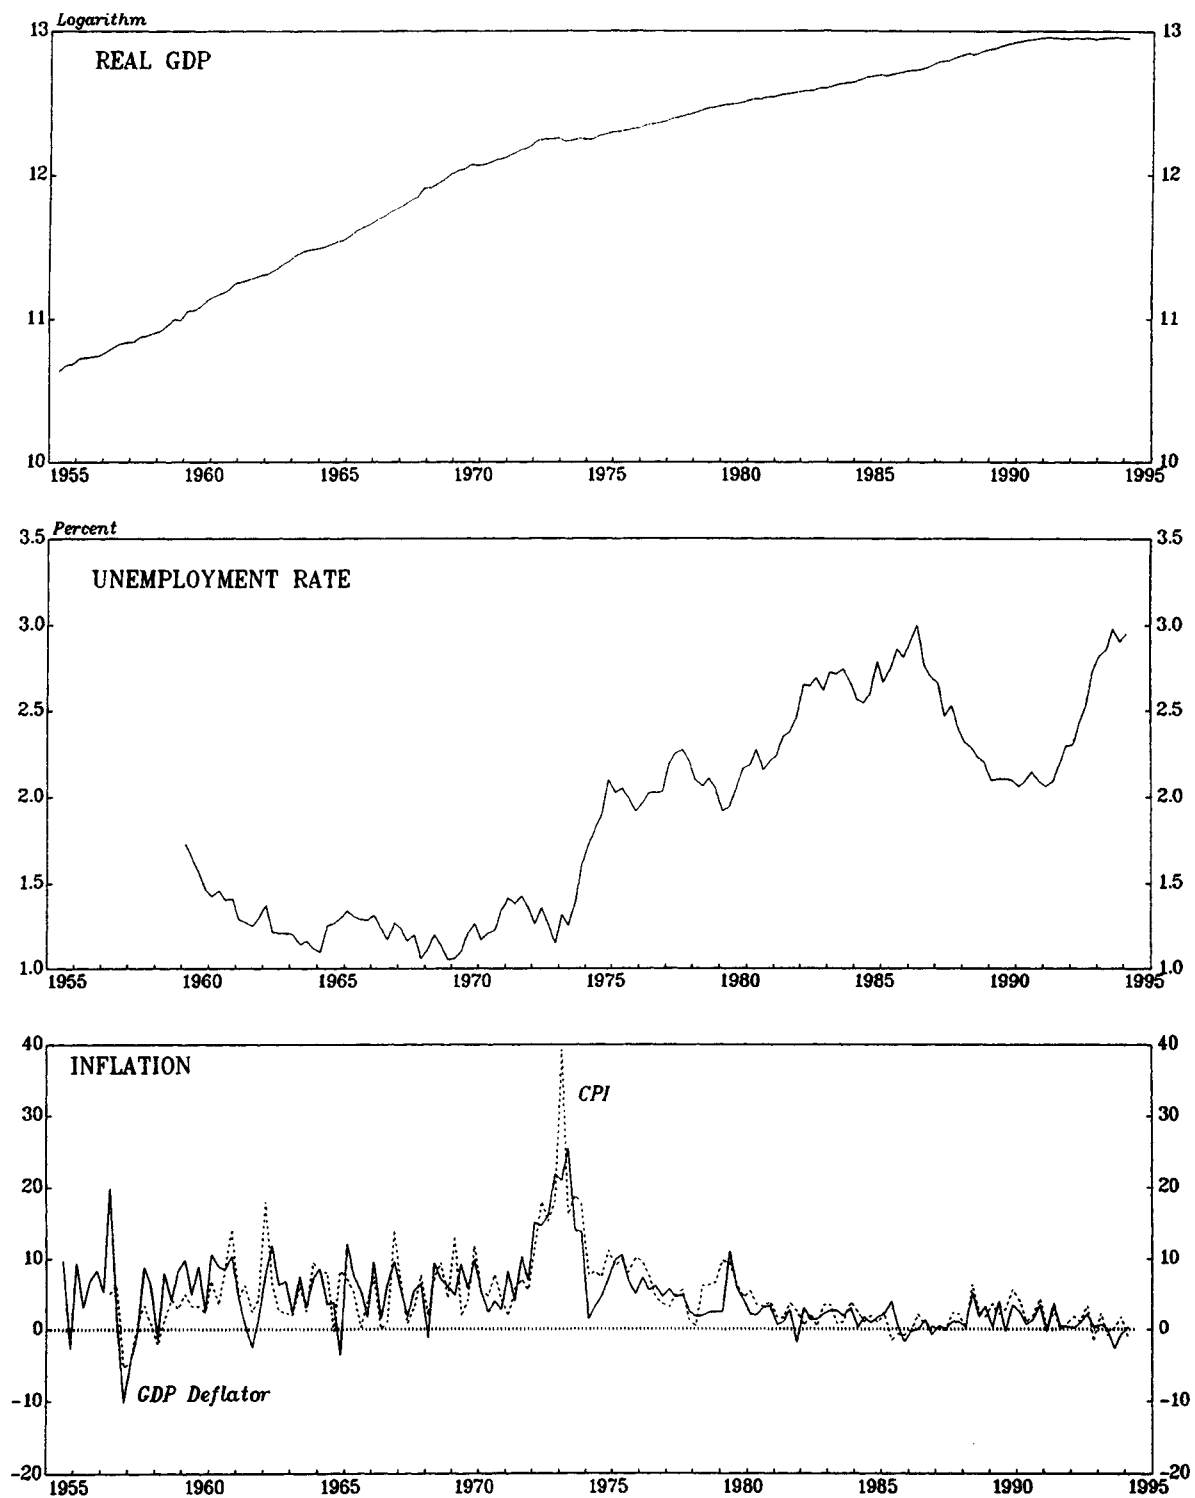 Logarithm
13 13
REAL GDP
12 12
11 11
10 10
1955 1960 1965 1970 1975 1980 1985 1990 1995
Percent
3.5 3.5
UNEMPLOYMENT RATE
3.0 3.0
2.5 2.5
2.0 2.0
1.5 1.5
1.0 1.0
1955 1960 1965 1970 1975 1980 1985 1990 1995
40 40
INFLATION
CPI
30 30
20 20
10 10
0 0
GDP Deflator
-10 -10
-20 -20
1955 1960 1965 1970 1975 1980 1985 1990 1995